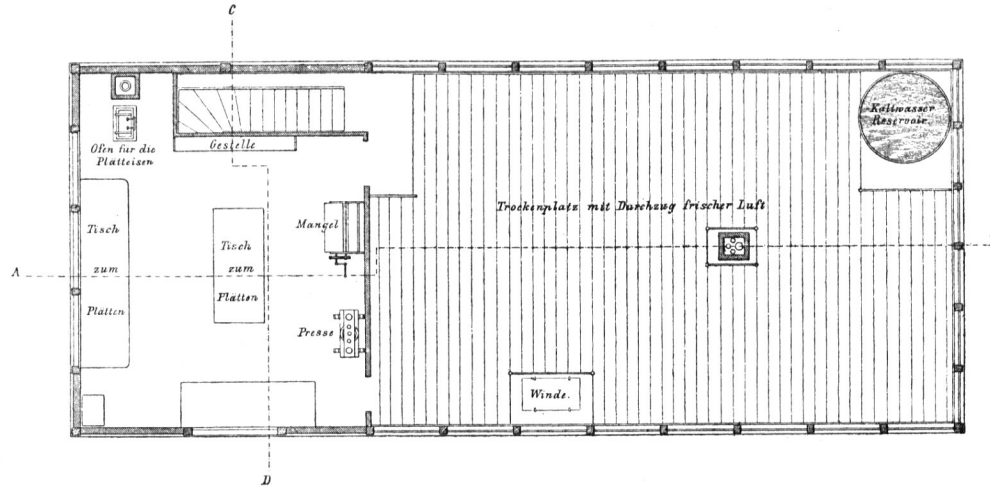 C
Kaltwasser
Reservoir.
Gestelle
Ofen für die
Platteisen
Trockenplatz mit Durchzug frischer Luft
Mangel
Tisch
zum
Platten
Tisch
zum
Platten
A
Presse
Winde.
D